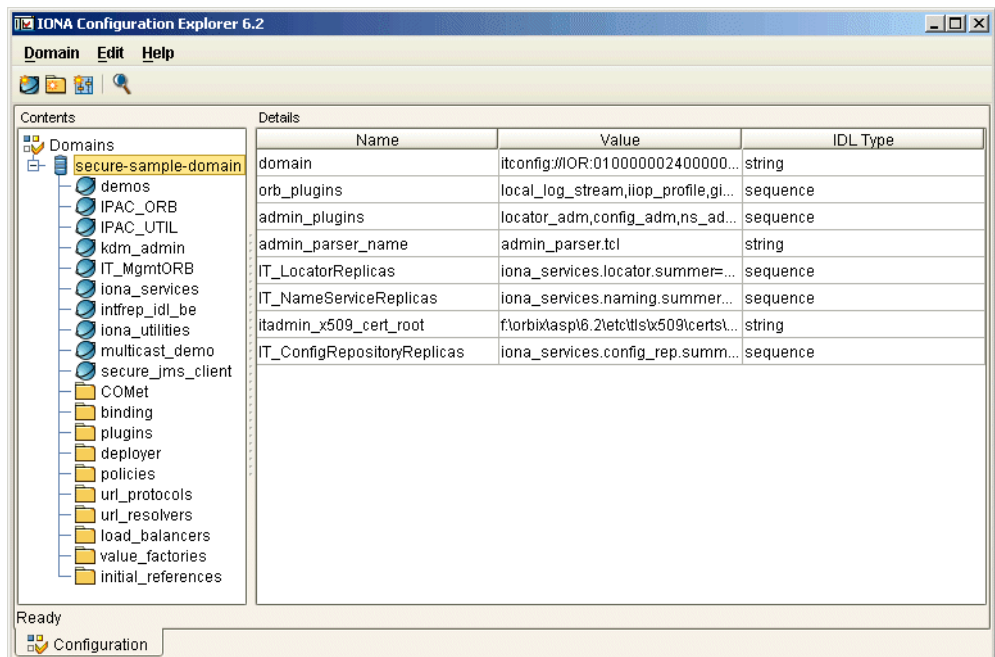 IONA Configuration Explorer 6.2
Domain Edit Help
Contents
Details
Domains
secure-sample-domain
demos
IPAC_ORB
IPAC_UTIL
kdm_admin
IT_MgmtORB
iona_services
intfrep_idl_be
iona_utilities
multicast_demo
secure_jms_client
COMet
binding
plugins
deployer
policies
url_protocols
url_resolvers
load_balancers
value_factories
initial_references
Name Value IDL Type
domain itconfig://IOR:010000002400000... string
orb_plugins local_log_stream,iiop_profile,gi... sequence
admin_plugins locator_adm,config_adm,ns_ad... sequence
admin_parser_name admin_parser.tcl string
IT_LocatorReplicas iona_services.locator.summer=... sequence
IT_NameServiceReplicas iona_services.naming.summer... sequence
itadmin_x509_cert_root f:\orbix\asp\6.2\etc\tls\x509\certs\... string
IT_ConfigRepositoryReplicas iona_services.config_rep.summ... sequence
Ready
Configuration